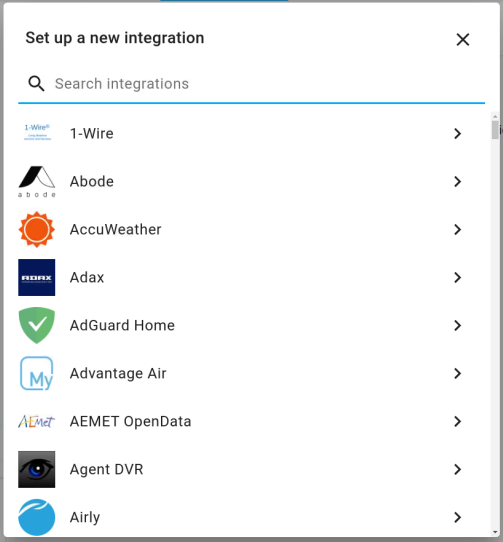 Set up a new integration
Search integrations
1-Wire®
1-Wire
abode
Abode
AccuWeather
ADAX
Adax
AdGuard Home
My
Advantage Air
AEmet
AEMET OpenData
Agent DVR
Airly